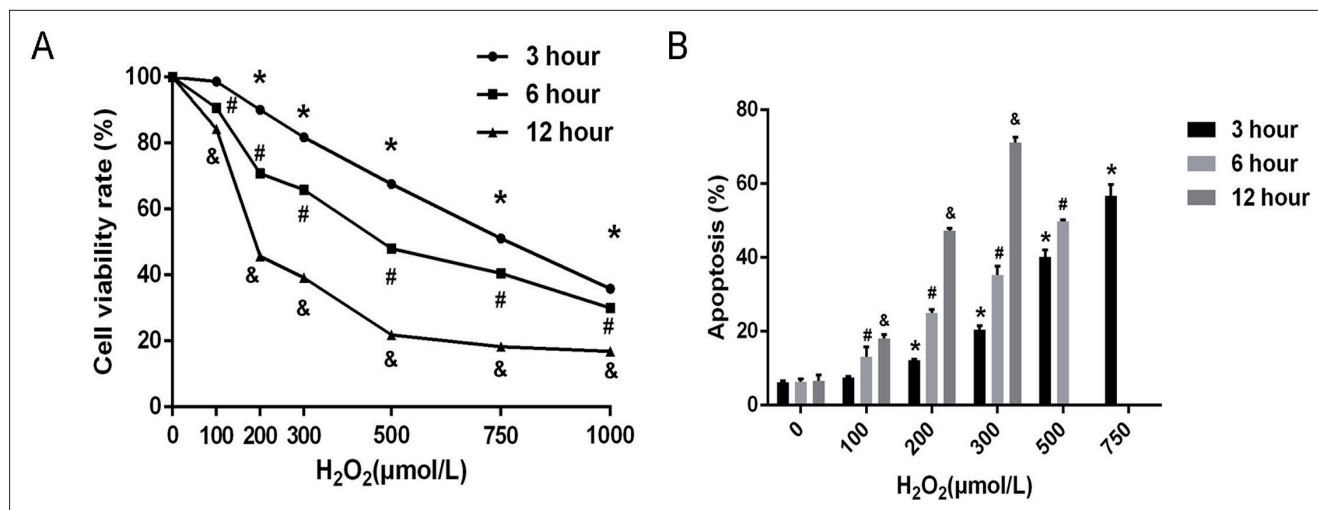 A
3 hour
6 hour
12 hour
Cell viability rate (%)
100
80
60
40
20
0
* * * * * *
# # # # # #
& & & & & &
0 100 200 300 500 750 1000
H₂O₂(µmol/L)
B
3 hour
6 hour
12 hour
Apoptosis (%)
80
60
40
20
0
# &
* # &
* # &
* #
*
0 100 200 300 500 750
H₂O₂(µmol/L)